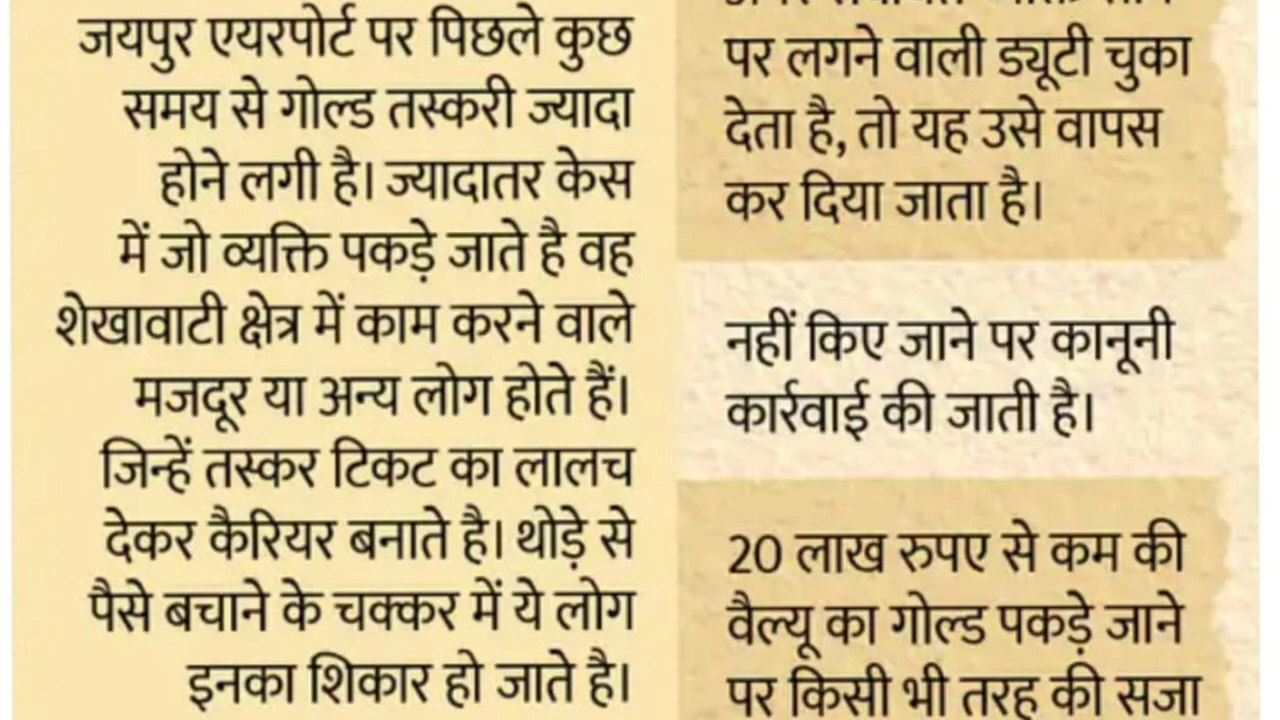 जयपुर एयरपोर्ट पर पिछले कुछ
समय से गोल्ड तस्करी ज्यादा
होने लगी है। ज्यादातर केस
में जो व्यक्ति पकड़े जाते है वह
शेखावाटी क्षेत्र में काम करने वाले
मजदूर या अन्य लोग होते हैं।
जिन्हें तस्कर टिकट का लालच
देकर कैरियर बनाते है। थोड़े से
पैसे बचाने के चक्कर में ये लोग
इनका शिकार हो जाते है।
पर लगने वाली ड्यूटी चुका
देता है, तो यह उसे वापस
कर दिया जाता है।
नहीं किए जाने पर कानूनी
कार्रवाई की जाती है।
20 लाख रुपए से कम की
वैल्यू का गोल्ड पकड़े जाने
पर किसी भी तरह की सजा